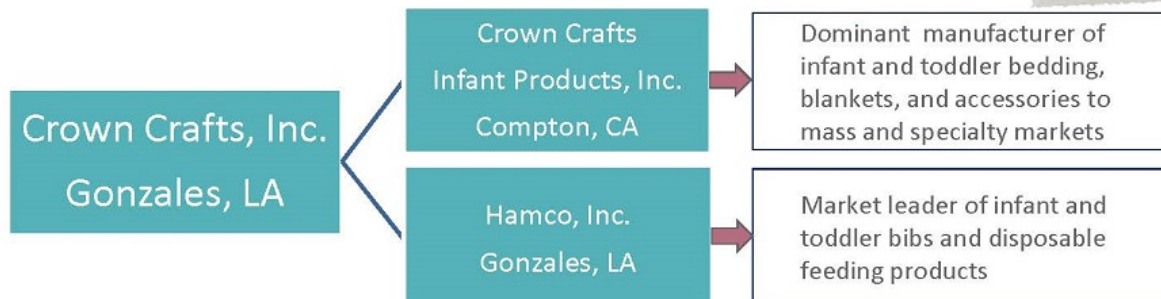 Crown Crafts, Inc.
Gonzales, LA
Crown Crafts
Infant Products, Inc.
Compton, CA
Dominant manufacturer of
infant and toddler bedding,
blankets, and accessories to
mass and specialty markets
Hamco, Inc.
Gonzales, LA
Market leader of infant and
toddler bibs and disposable
feeding products